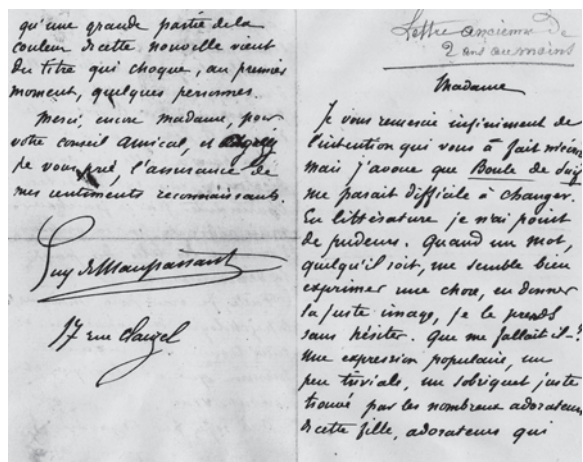 Lettre ancienne de
2 ans au moins
Madame
Je vous remercie infiniment de
l'intention qui vous à fait
mais j'avoue que Boule de Suif
me parait difficile à changer.
En littérature je n'ai point
de pudeurs. Quand un mot,
quelqu'il soit, me semble bien
exprimer une chose, en donner
la juste image, je le prends
sans hésiter. Que me fallait-il-?
Une expression populaire, un
peu triviale, un sobriquet juste
trouvé par les nombreux adorateurs
de cette fille, adorateurs qui
qu'une grande partie de la
couleur de cette nouvelle vient
du titre qui choque, au premier
moment, quelques personnes.
Merci, encore madame, pour
votre conseil amical, et
je vous prie, l'assurance de
mes sentiments reconnaissants.
Guy de Maupassant
17 rue Clauzel